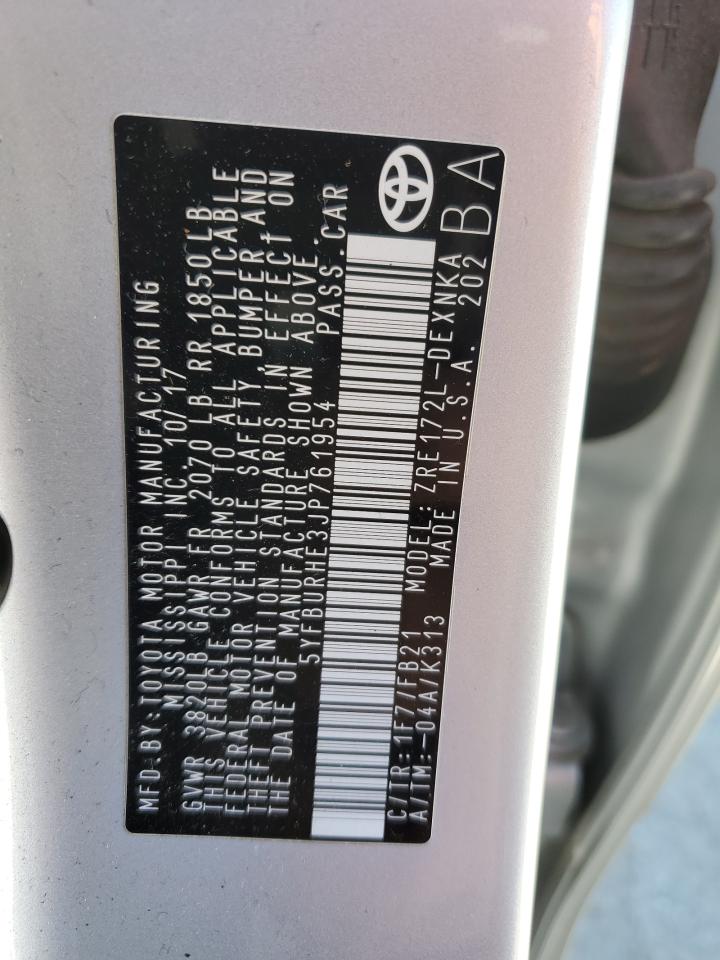 MFD.BY:TOYOTA MOTOR MANUFACTURING
MISSISSIPPI INC. 10/17
GVWR 3820LB GAWR FR 2070 LB RR 1850 LB
THIS VEHICLE CONFORMS TO ALL APPLICABLE
FEDERAL MOTOR VEHICLE SAFETY, BUMPER AND
THEFT PREVENTION STANDARDS IN EFFECT ON
THE DATE OF MANUFACTURE SHOWN ABOVE.
5YFBURHE3JP761954 PASS.CAR
C/TR:1F7/FB21 MODEL:ZRE172L-DEXNKA
A/TM:-04A/K313 MADE IN U.S.A. 202
BA